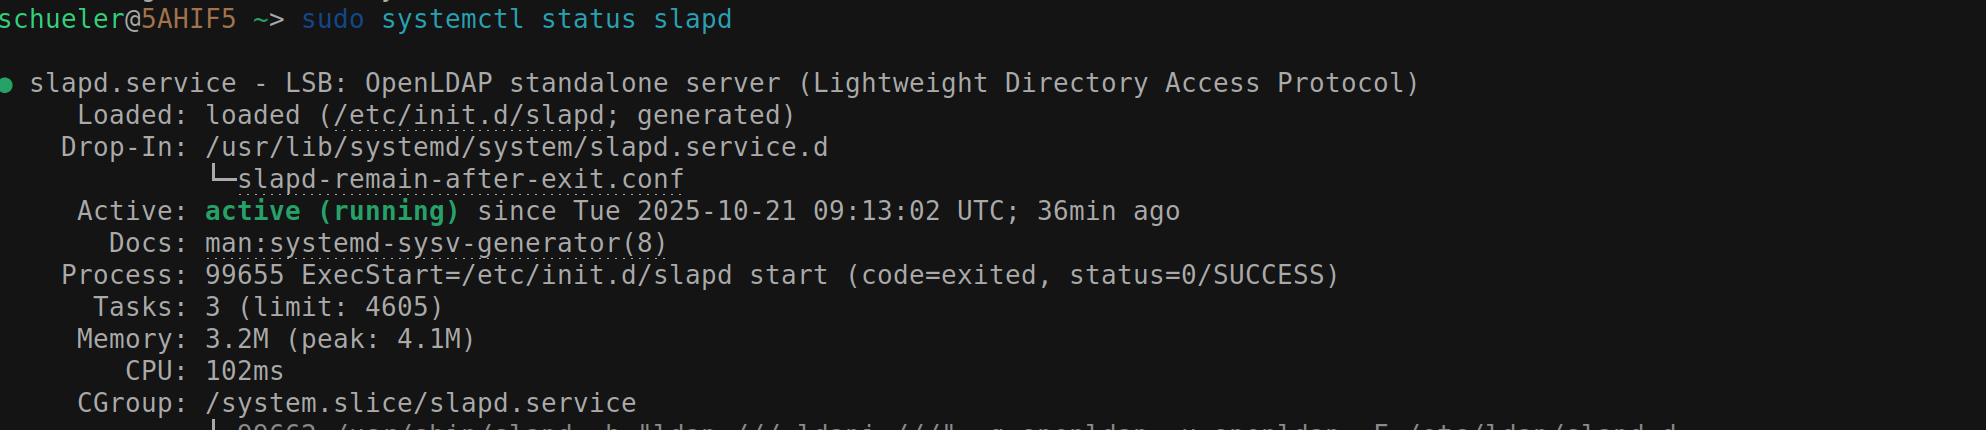 schueler@5AHIF5 ~> sudo systemctl status slapd
● slapd.service - LSB: OpenLDAP standalone server (Lightweight Directory Access Protocol)
Loaded: loaded (/etc/init.d/slapd; generated)
Drop-In: /usr/lib/systemd/system/slapd.service.d
└─slapd-remain-after-exit.conf
Active: active (running) since Tue 2025-10-21 09:13:02 UTC; 36min ago
Docs: man:systemd-sysv-generator(8)
Process: 99655 ExecStart=/etc/init.d/slapd start (code=exited, status=0/SUCCESS)
Tasks: 3 (limit: 4605)
Memory: 3.2M (peak: 4.1M)
CPU: 102ms
CGroup: /system.slice/slapd.service